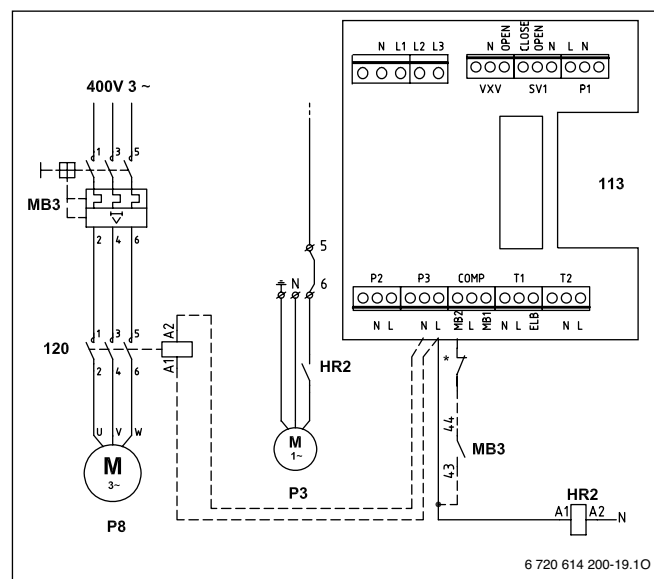 N L1 L2 L3
N OPEN CLOSE OPEN N L N
VXV SV1 P1
400V 3 ~
1 3 5
MB3
2 4 6
113
5
N 6
P2 P3 COMP T1 T2
N L N L MB2 L MB1 N L ELB N L
120
1 3 5
A2
A1
2 4 6
HR2
*
44
43
MB3
U V W
M
3~
P8
M
1~
P3
HR2
A1 A2 N
6 720 614 200-19.1O